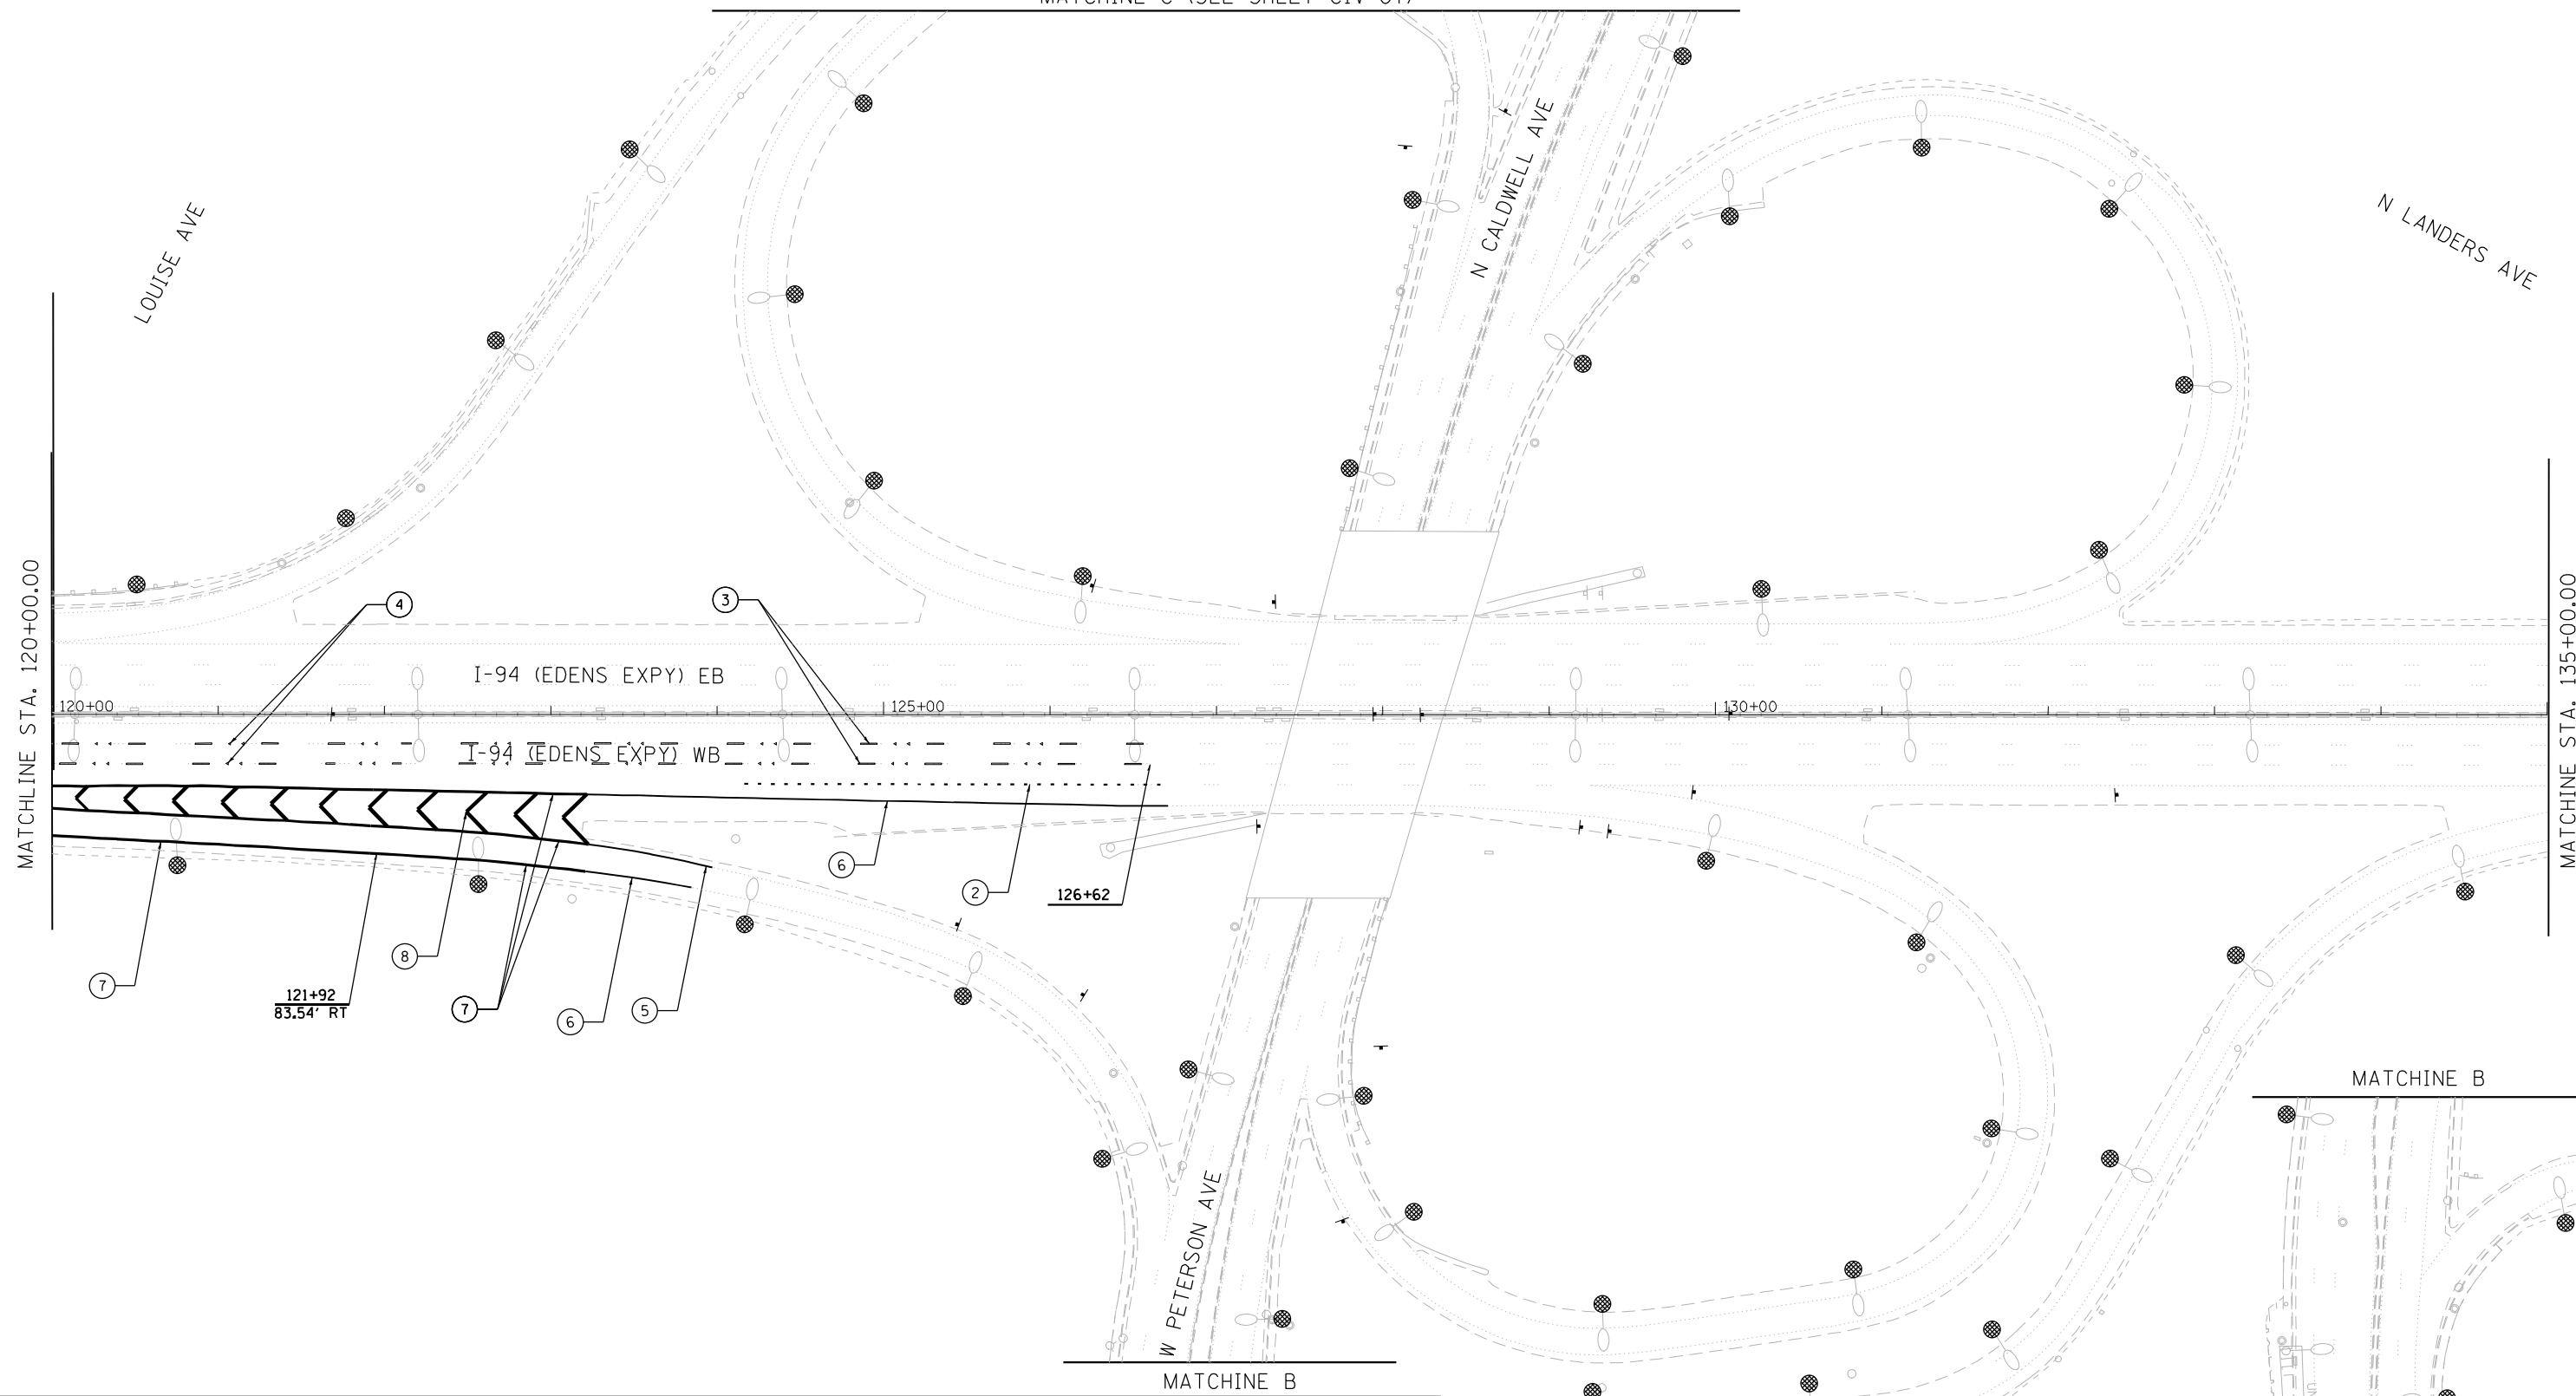 N CALDWELL AVE
LOUISE AVE
N LANDERS AVE
MATCHLINE STA. 120+00.00
MATCHLINE STA. 135+00.00
4
3
I-94 (EDENS EXPY) EB
120+00
125+00
130+00
I-94 (EDENS EXPY) WB
6
2
126+62
8
7
121+92
83.54' RT
7
6
5
W PETERSON AVE
MATCHINE B
MATCHINE B